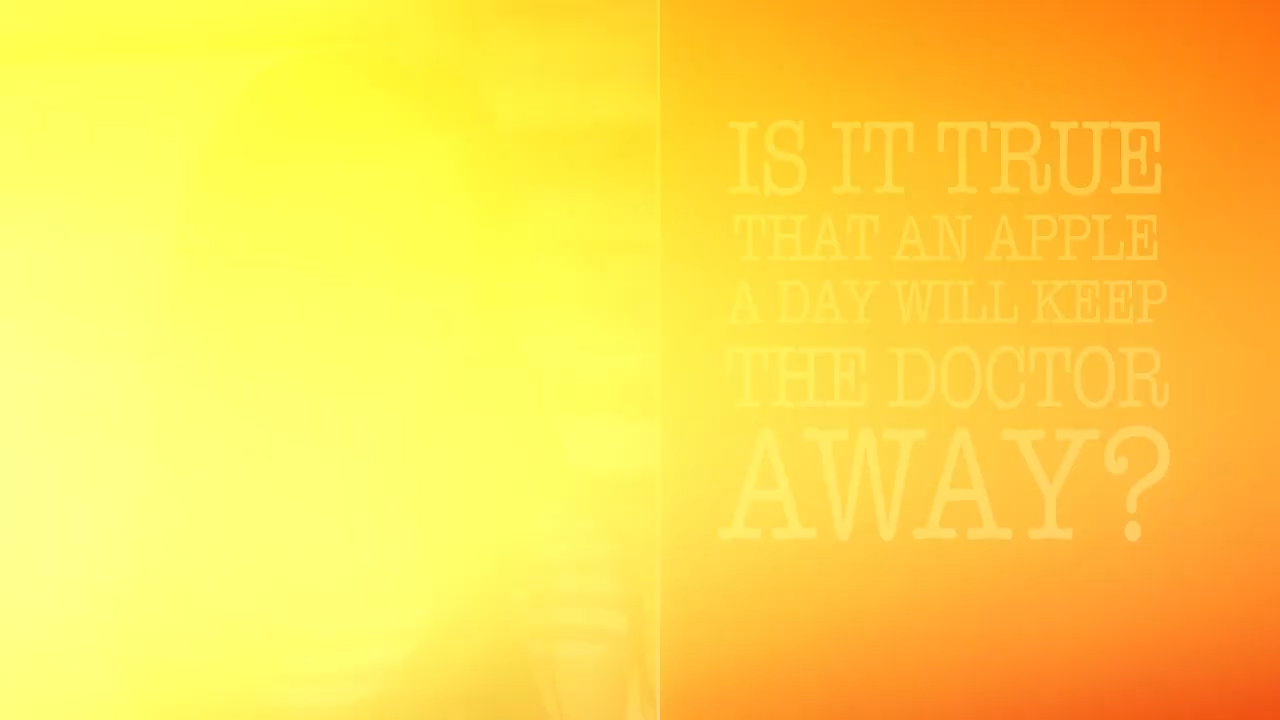 IS IT TRUE
THAT AN APPLE
A DAY WILL KEEP
THE DOCTOR
AWAY?